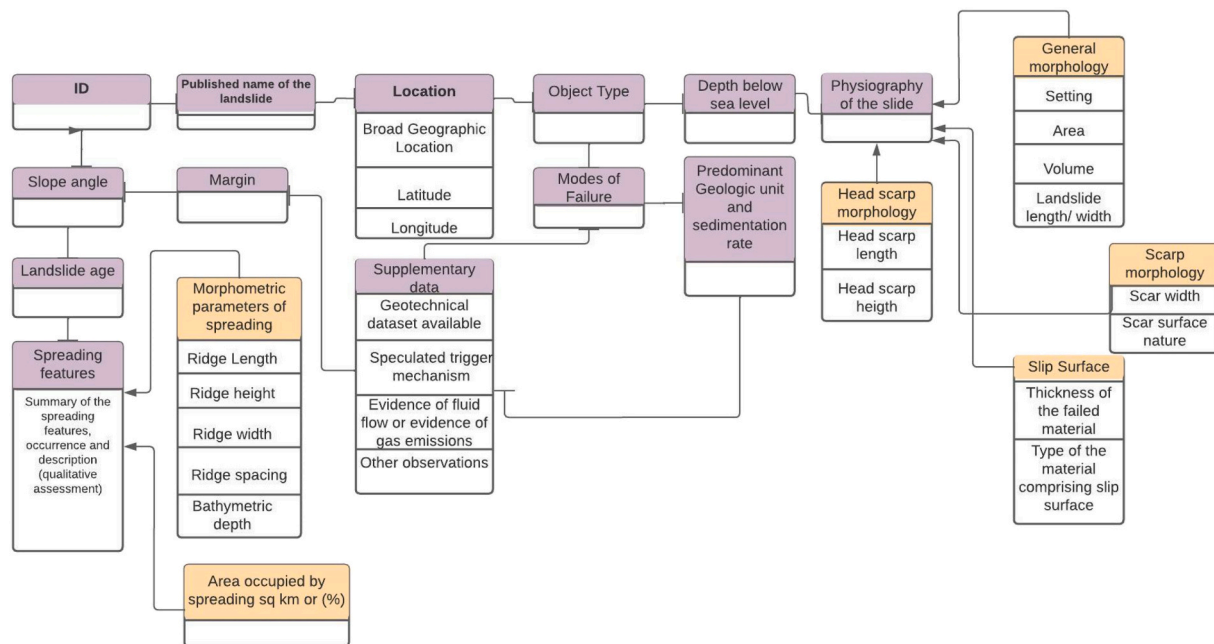 General
morphology
Setting
Area
Volume
Landslide
length/ width
ID
Published name of the
landslide
Location
Broad Geographic
Location
Latitude
Longitude
Object Type
Depth below
sea level
Physiography
of the slide
Slope angle
Margin
Modes of
Failure
Predominant
Geologic unit
and
sedimentation
rate
Head scarp
morphology
Head scarp
length
Head scarp
heigth
Scarp
morphology
Scar width
Scar surface
nature
Landslide age
Morphometric
parameters of
spreading
Ridge Length
Ridge height
Ridge width
Ridge spacing
Bathymetric
depth
Supplementary
data
Geotechnical
dataset available
Speculated trigger
mechanism
Evidence of fluid
flow or evidence of
gas emissions
Other observations
Spreading
features
Summary of the
spreading
features,
occurrence and
description
(qualitative
assessment)
Slip Surface
Thickness of
the failed
material
Type of the
material
comprising slip
surface
Area occupied by
spreading sq km or (%)